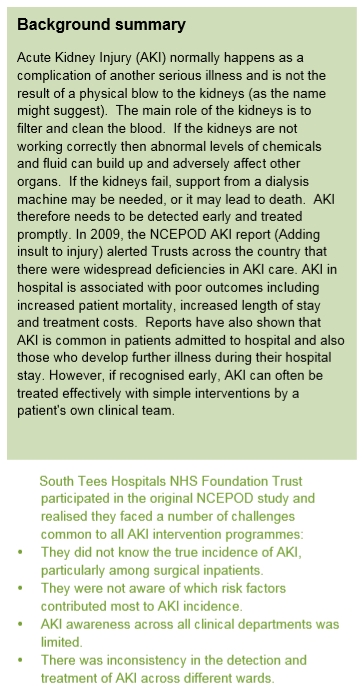 Background summary
Acute Kidney Injury (AKI) normally happens as a
complication of another serious illness and is not the
result of a physical blow to the kidneys (as the name
might suggest).  The main role of the kidneys is to
filter and clean the blood.  If the kidneys are not
working correctly then abnormal levels of chemicals
and fluid can build up and adversely affect other
organs.  If the kidneys fail, support from a dialysis
machine may be needed, or it may lead to death.  AKI
therefore needs to be detected early and treated
promptly. In 2009, the NCEPOD AKI report (Adding
insult to injury) alerted Trusts across the country that
there were widespread deficiencies in AKI care. AKI in
hospital is associated with poor outcomes including
increased patient mortality, increased length of stay
and treatment costs.  Reports have also shown that
AKI is common in patients admitted to hospital and also
those who develop further illness during their hospital
stay. However, if recognised early, AKI can often be
treated effectively with simple interventions by a
patient's own clinical team.
South Tees Hospitals NHS Foundation Trust
participated in the original NCEPOD study and
realised they faced a number of challenges
common to all AKI intervention programmes:
• They did not know the true incidence of AKI,
particularly among surgical inpatients.
• They were not aware of which risk factors
contributed most to AKI incidence.
• AKI awareness across all clinical departments was
limited.
• There was inconsistency in the detection and
treatment of AKI across different wards.